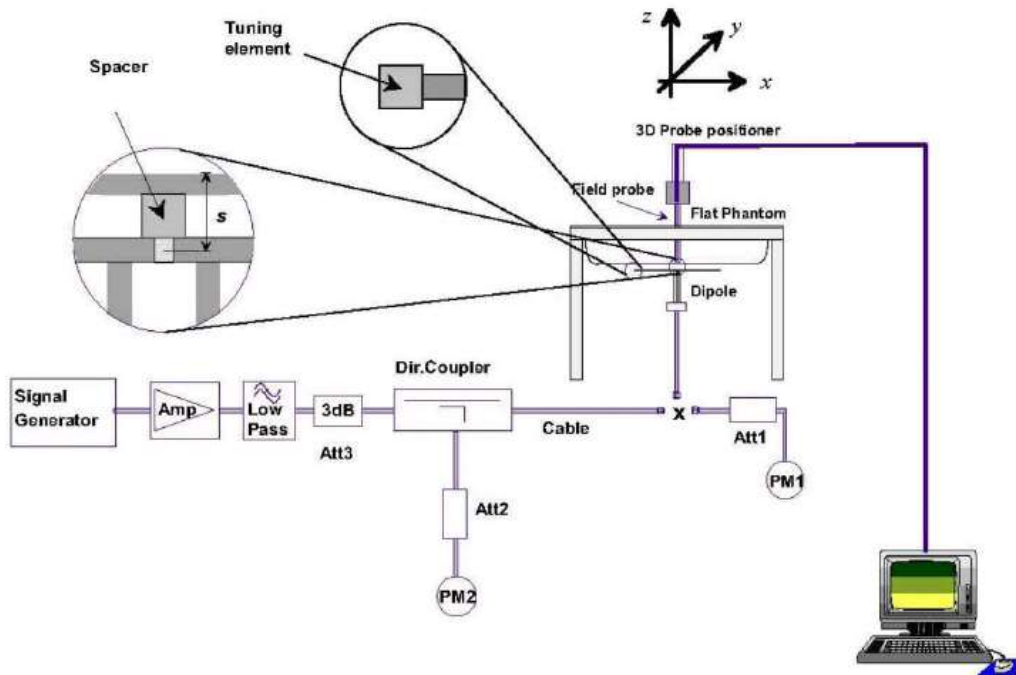 Tuning
element
Spacer
s
z
y
x
3D Probe positioner
Field probe
Flat Phantom
Dipole
Signal
Generator
Amp
Low
Pass
3dB
Att3
Dir.Coupler
Cable
x
Att1
PM1
Att2
PM2